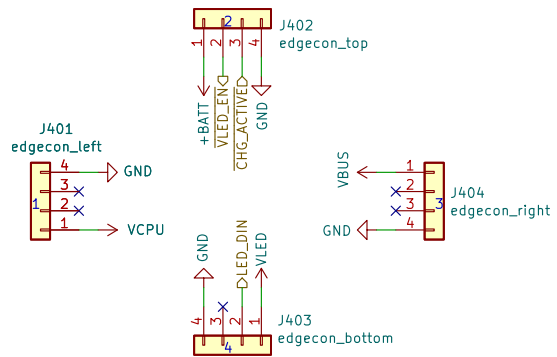 2
J402
edgecon_top
1
2
3
4
+BATT
VLED_EN
CHG_ACTIVE
GND
J401
edgecon_left
1
4
3
2
1
GND
VCPU
VBUS
GND
1
2
3
4
3
J404
edgecon_right
GND
LED_DIN
VLED
4
3
2
1
4
J403
edgecon_bottom